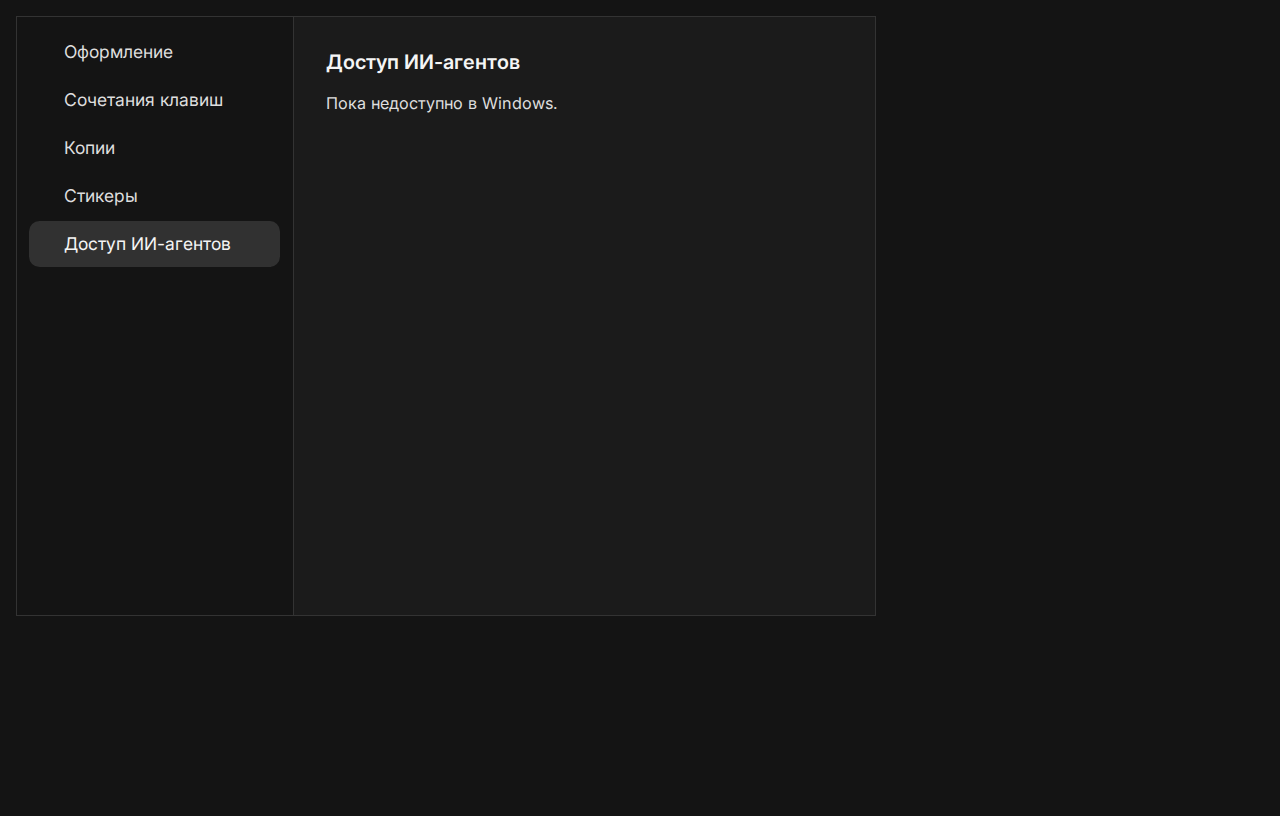 Оформление
Сочетания клавиш
Копии
Стикеры
Доступ ИИ-агентов
Доступ ИИ-агентов
Пока недоступно в Windows.